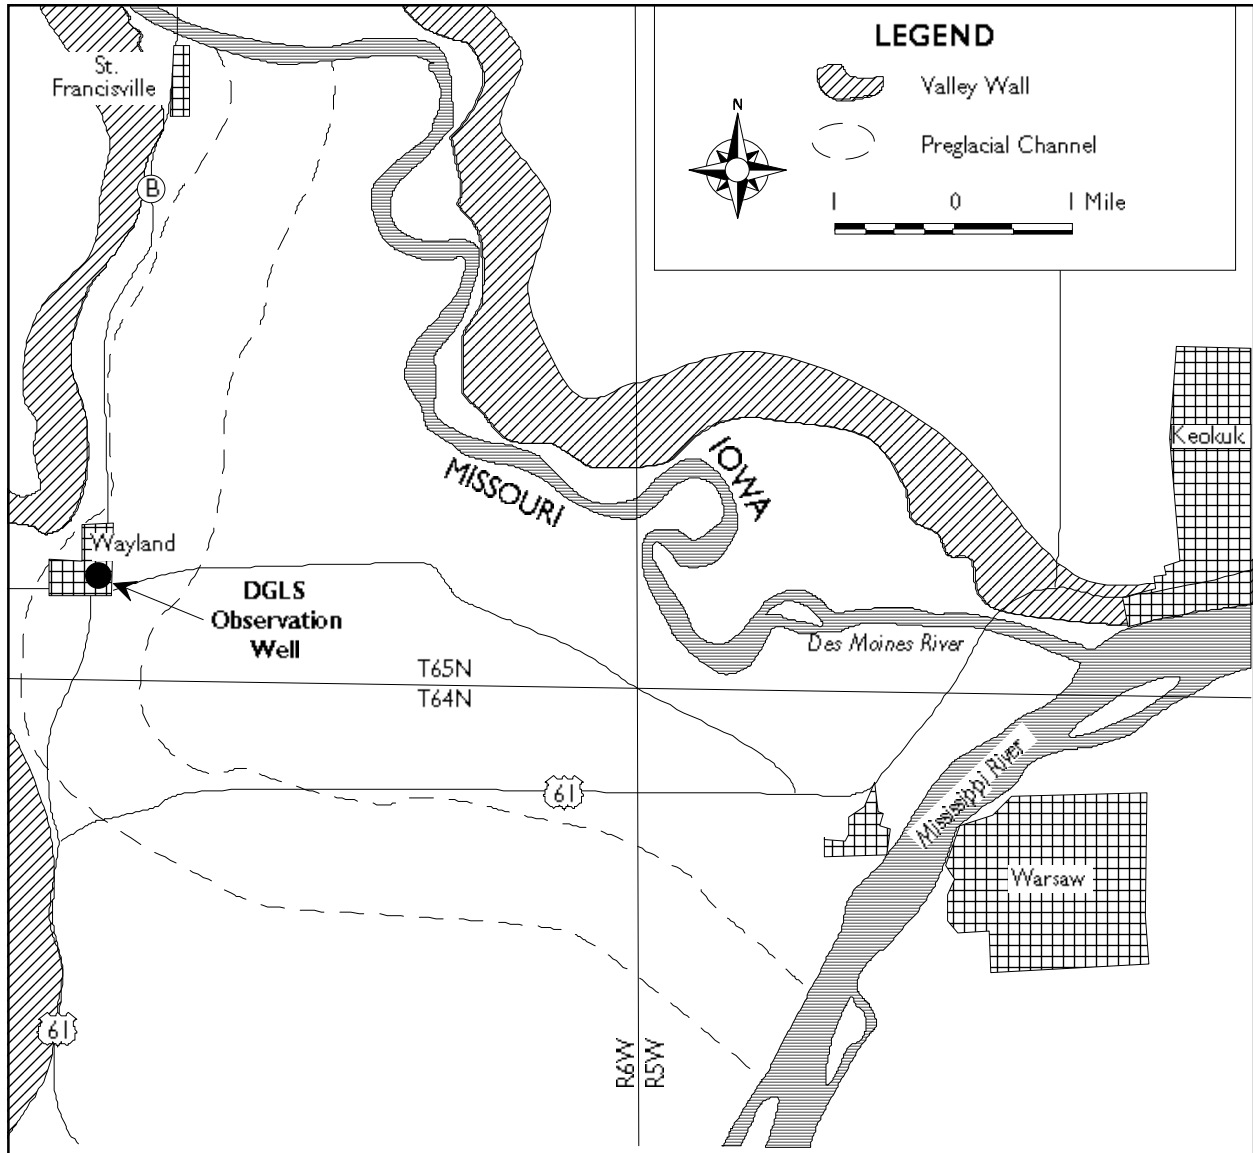 LEGEND
Valley Wall
N
Preglacial Channel
1 0 1 Mile
St.
Francisville
B
Keokuk
MISSOURI
IOWA
Wayland
DGLS
Observation
Well
Des Moines River
T65N
T64N
61
Mississippi River
Warsaw
61
R6W
R5W